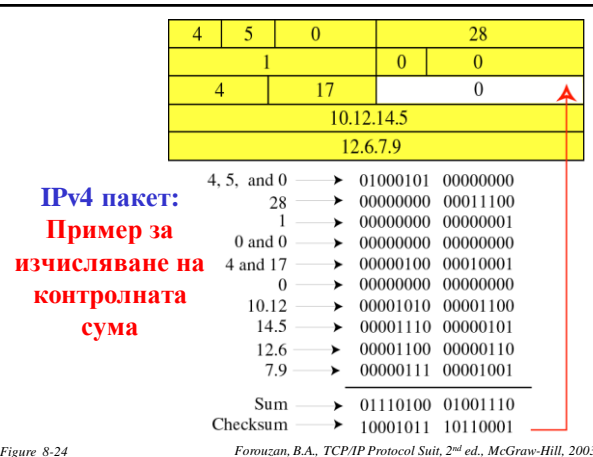 4 5 0 28
1 0 0
4 17 0
10.12.14.5
12.6.7.9
IPv4 пакет:
Пример за
изчисляване на
контролната
сума
4, 5, and 0 01000101 00000000
28 00000000 00011100
1 00000000 00000001
0 and 0 00000000 00000000
4 and 17 00000100 00010001
0 00000000 00000000
10.12 00001010 00001100
14.5 00001110 00000101
12.6 00001100 00000110
7.9 00000111 00001001
Sum 01110100 01001110
Checksum 10001011 10110001
Figure 8-24 Forouzan, B.A., TCP/IP Protocol Suit, 2nd ed., McGraw-Hill, 2003